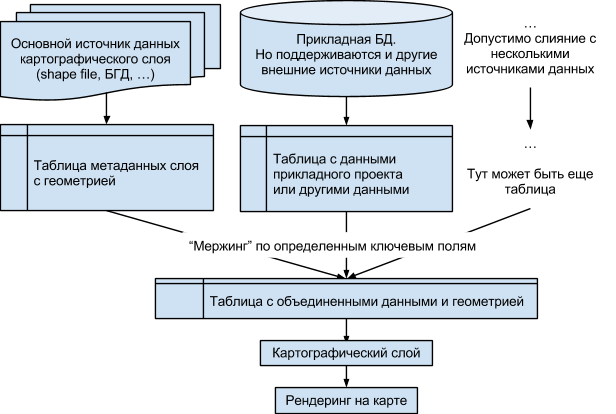 Основной источник данных
картографического слоя
(shape file, БГД, …)
Прикладная БД.
Но поддерживаются и другие
внешние источники данных
…
Допустимо слияние с
несколькими
источниками данных
Таблица метаданных слоя
с геометрией
Таблица с данными
прикладного проекта
или другими данными
…
Тут может быть еще
таблица
“Мержинг” по определенным ключевым полям
Таблица с объединенными данными и геометрией
Картографический слой
Рендеринг на карте